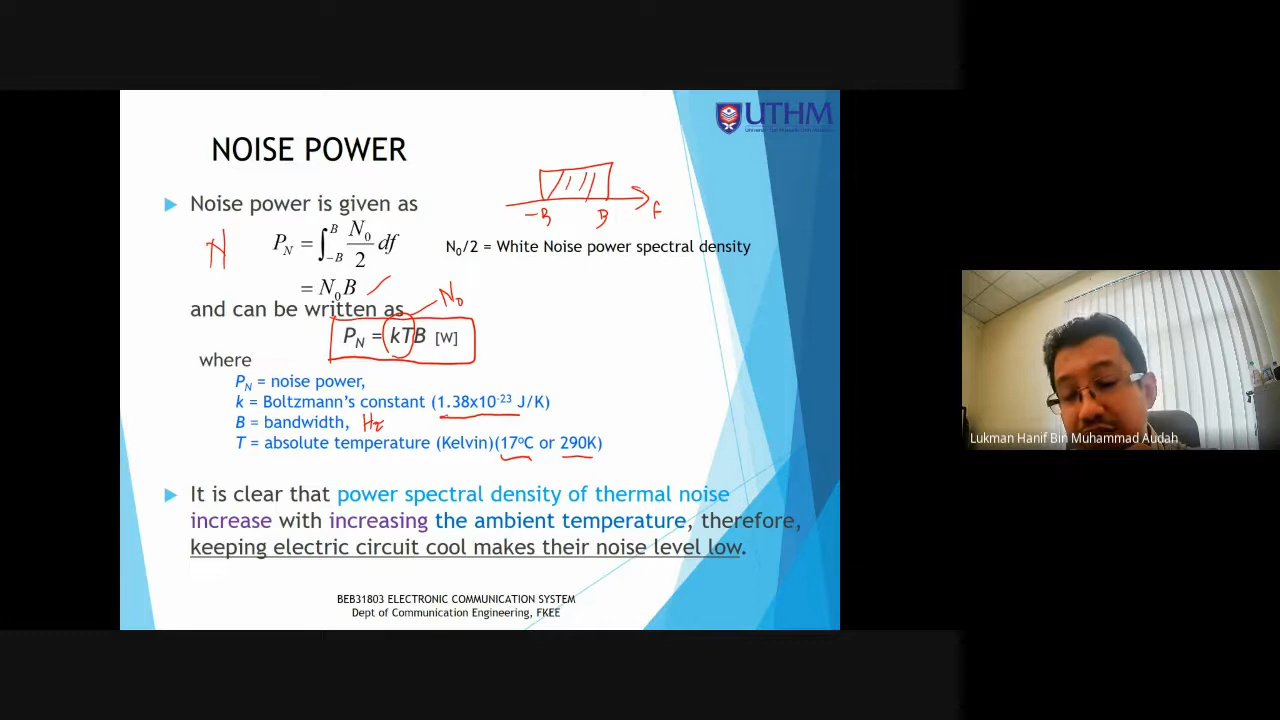 UTHM
NOISE POWER
Noise power is given as
N
P_N = ∫_{-B}^{B} N_0/2 df
= N_0B
-B B f
N_0/2 = White Noise power spectral density
N_0
and can be written as
P_N = kTB [W]
where
P_N = noise power,
k = Boltzmann's constant (1.38x10^-23 J/K)
B = bandwidth, Hz
T = absolute temperature (Kelvin)(17°C or 290K)
It is clear that power spectral density of thermal noise
increase with increasing the ambient temperature, therefore,
keeping electric circuit cool makes their noise level low.
BEB31803 ELECTRONIC COMMUNICATION SYSTEM
Dept of Communication Engineering, FKEE
Lukman Hanif Bin Muhammad Audah